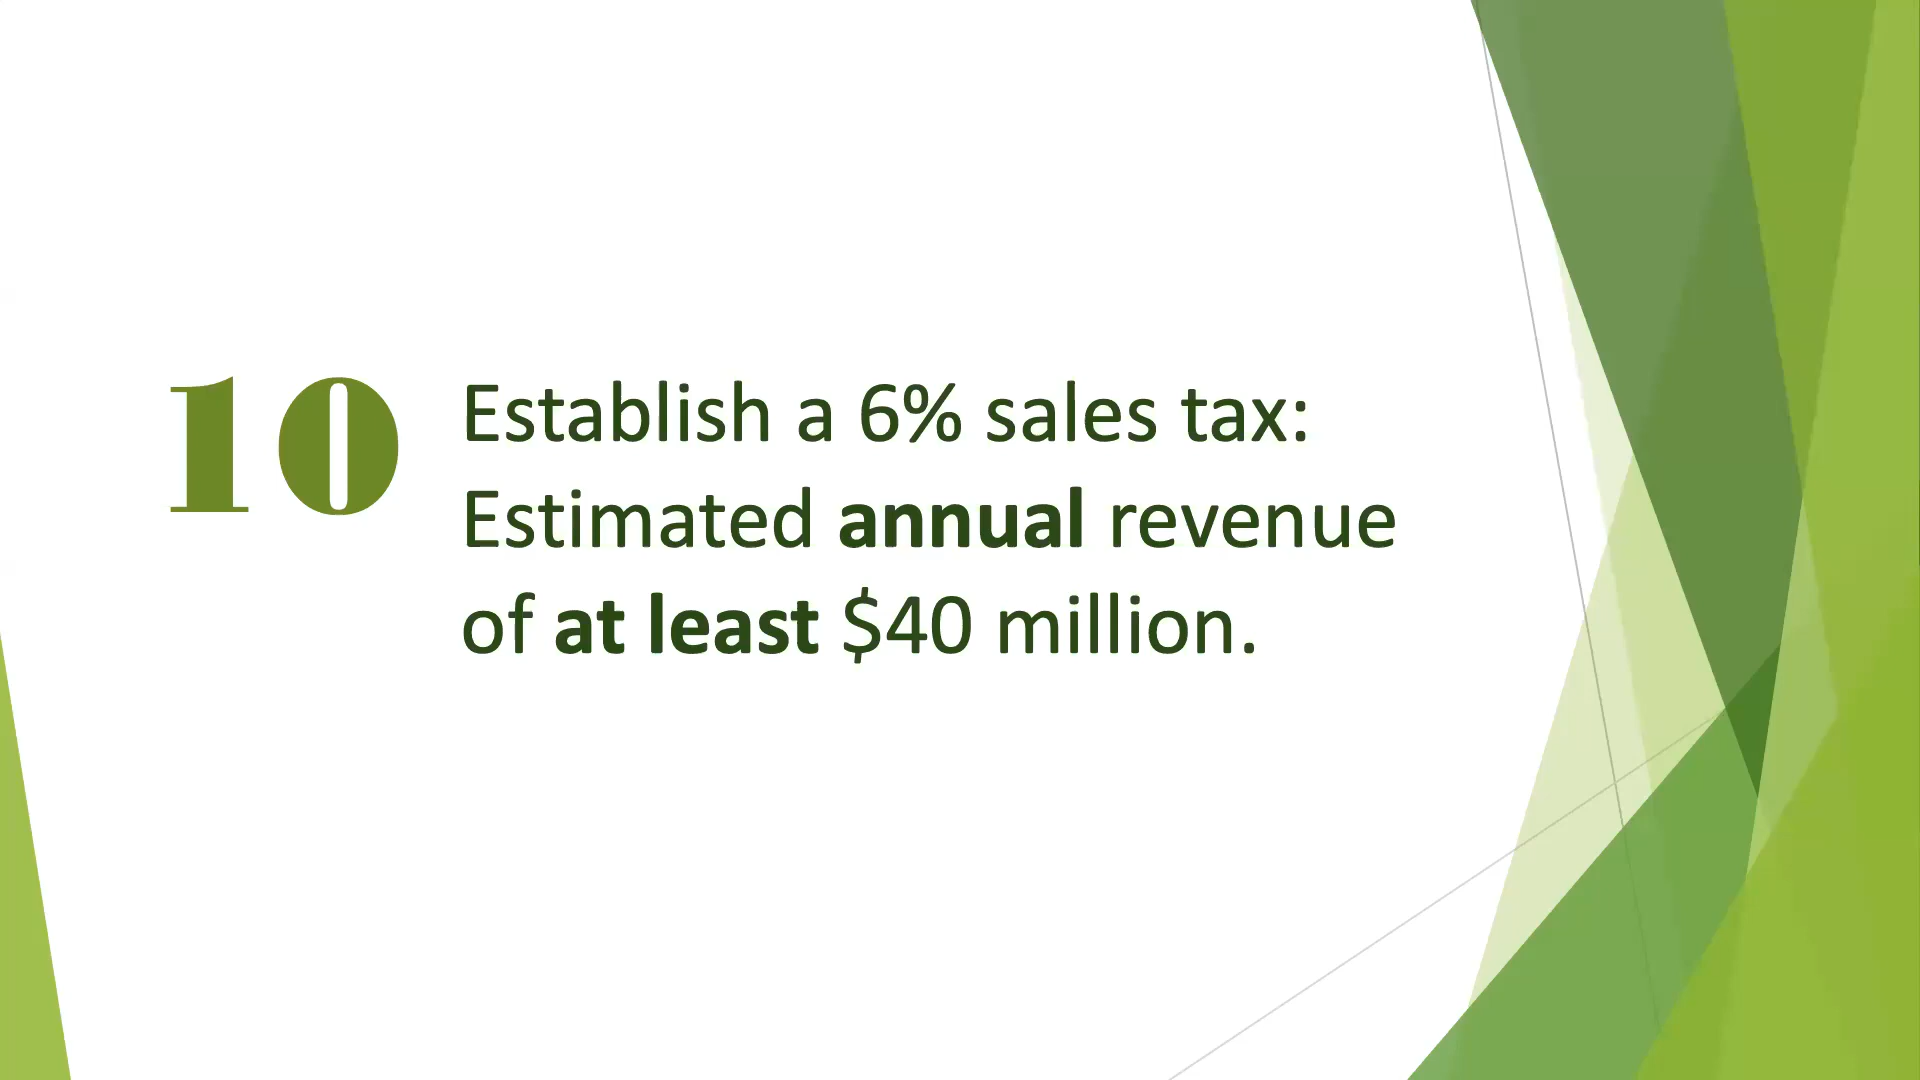 10
Establish a 6% sales tax:
Estimated annual revenue
of at least $40 million.